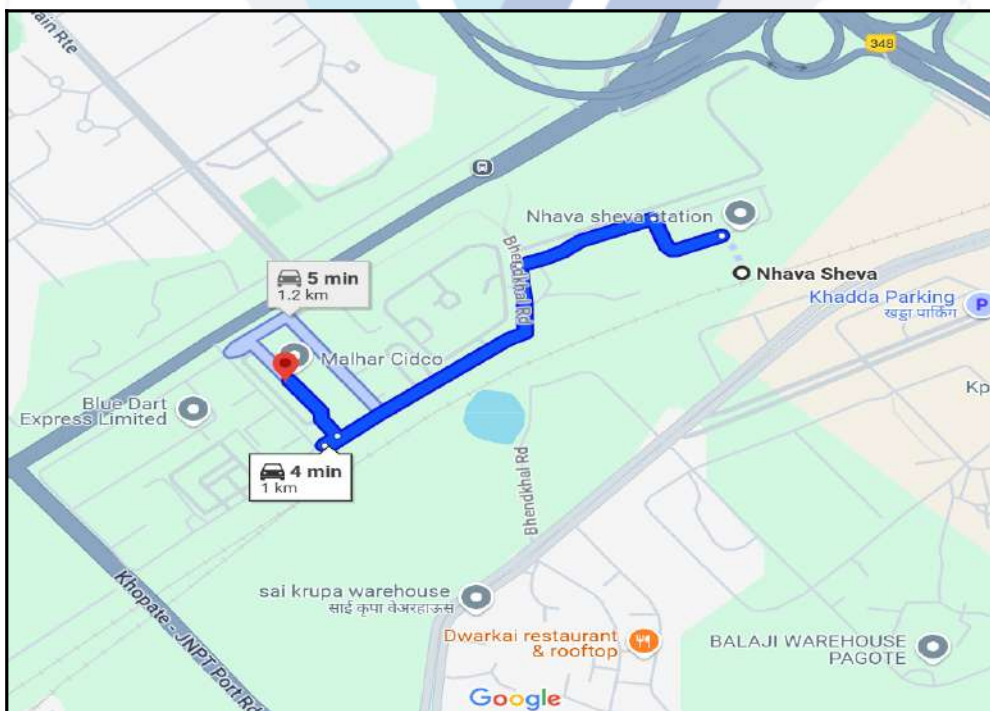 ain Rte
348
Nhava sheva station
Bhendkhal Rd
Nhava Sheva
5 min
1.2 km
Khadda Parking
खड्डा पार्किंग
P
Malhar Cidco
Kp
Blue Dart
Express Limited
4 min
1 km
Bhendkhal Rd
Khopate - JNPT Port Rd
sai krupa warehouse
साई कृपा वेअरहाऊस
Dwarkai restaurant
& rooftop
BALAJI WAREHOUSE
PAGOTE
Google